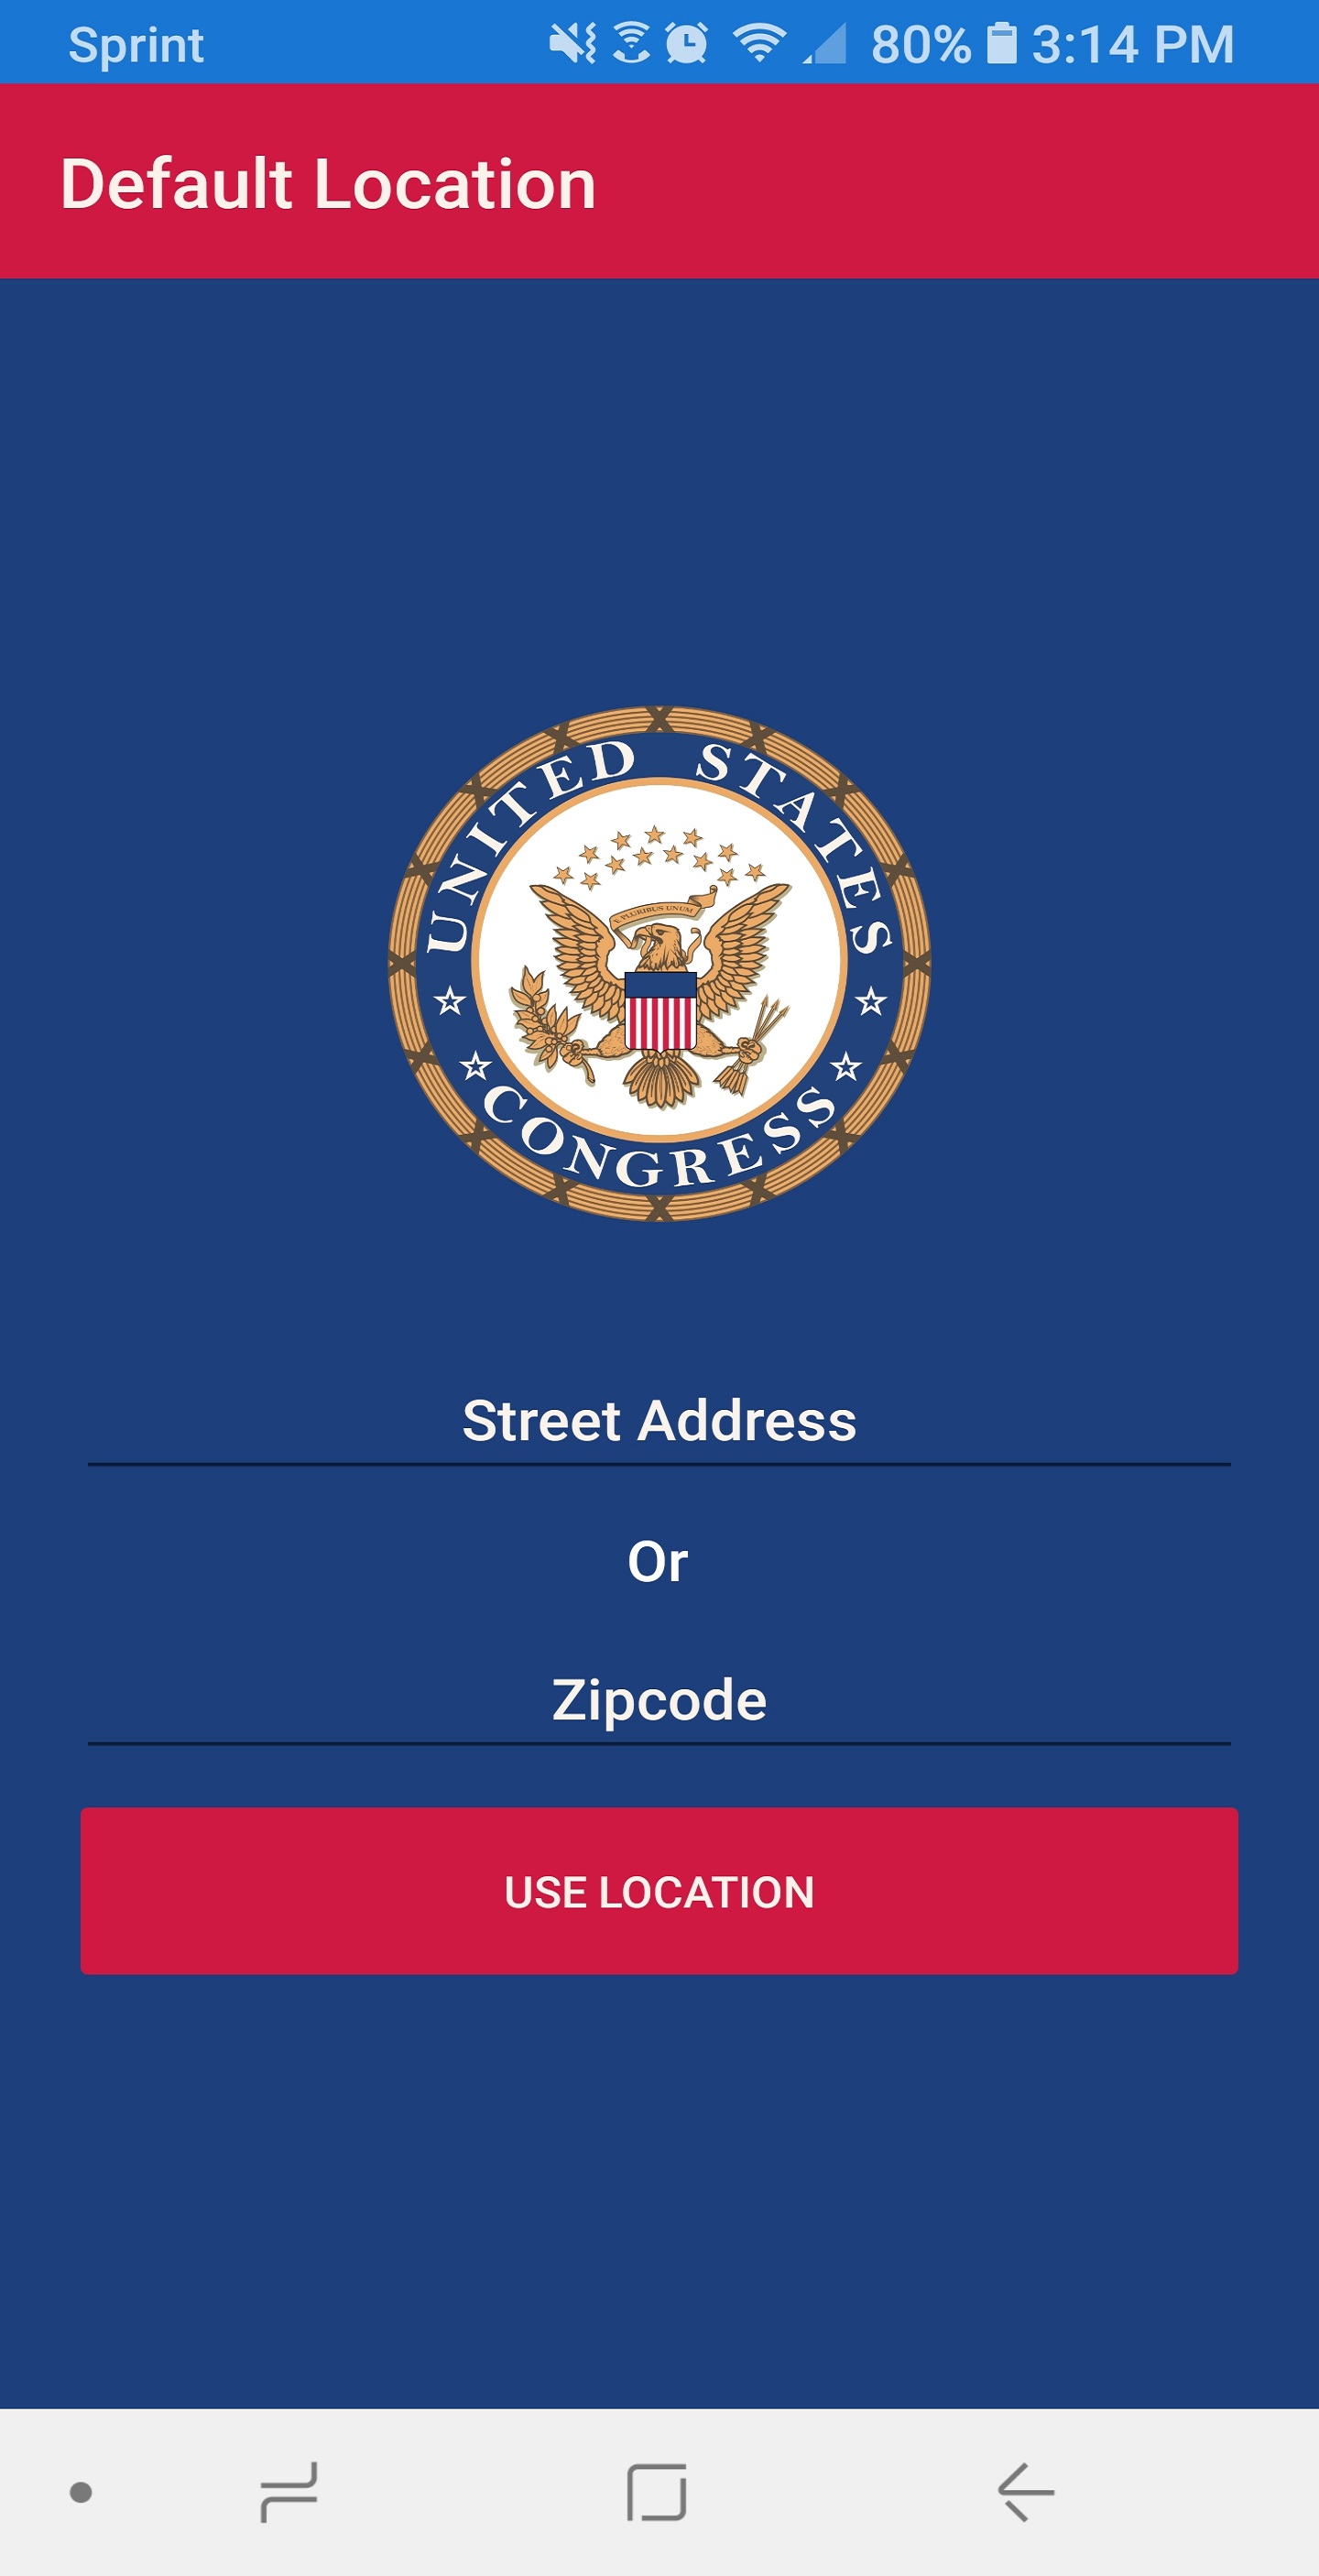 Sprint 80% 3:14 PM
Default Location
UNITED STATES
E PLURIBUS UNUM
CONGRESS
Street Address
Or
Zipcode
USE LOCATION